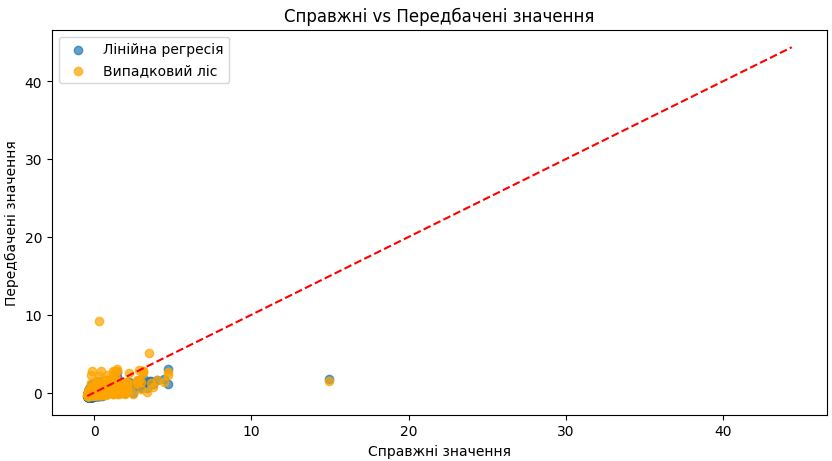 Справжні vs Передбачені значення
Лінійна регресія
Випадковий ліс
Передбачені значення
40
30
20
10
0
0
10
20
30
40
Справжні значення